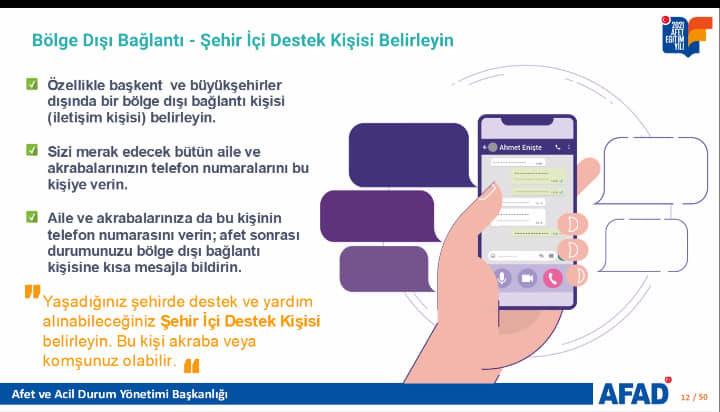 Bölge Dışı Bağlantı - Şehir İçi Destek Kişisi Belirleyin
2021 AFET
EĞİTİM
YILI
Özellikle başkent ve büyükşehirler
dışında bir bölge dışı bağlantı kişisi
(iletişim kişisi) belirleyin.
Sizi merak edecek bütün aile ve
akrabalarınızın telefon numaralarını bu
kişiye verin.
Aile ve akrabalarınıza da bu kişinin
telefon numarasını verin; afet sonrası
durumunuzu bölge dışı bağlantı
kişisine kısa mesajla bildirin.
"Yaşadığınız şehirde destek ve yardım
alınabileceğiniz Şehir İçi Destek Kişisi
belirleyin. Bu kişi akraba veya
komşunuz olabilir. "
Ahmet Enişte
Afet ve Acil Durum Yönetimi Başkanlığı
AFAD
12 / 50